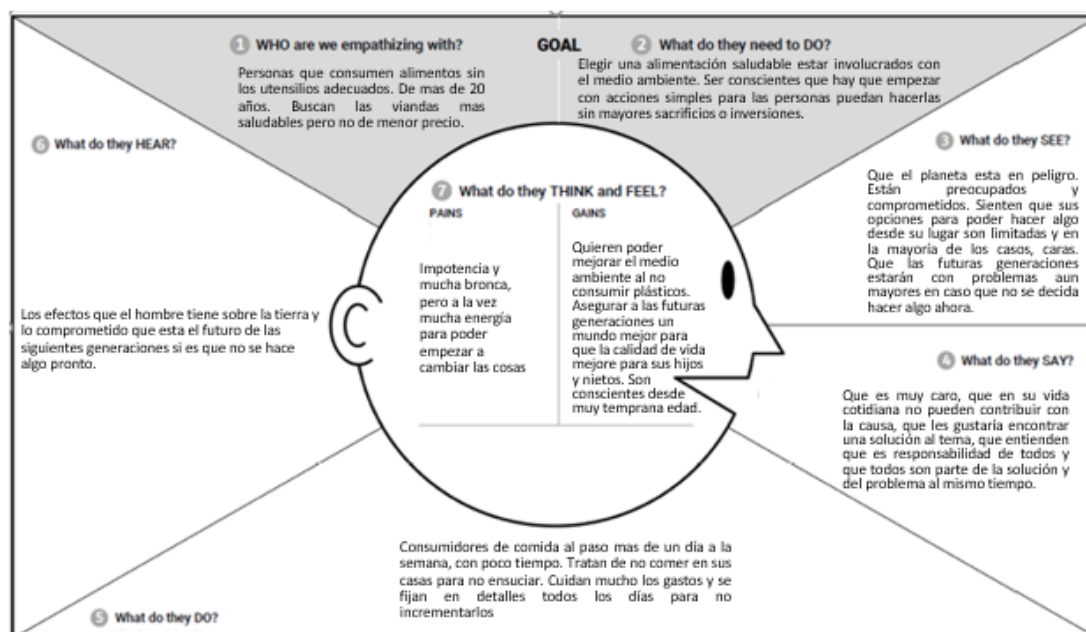 1 WHO are we empathizing with?
Personas que consumen alimentos sin
los utensilios adecuados. De mas de 20
años. Buscan las viandas mas
saludables pero no de menor precio.
GOAL
2 What do they need to DO?
Elegir una alimentación saludable estar involucrados con
el medio ambiente. Ser conscientes que hay que empezar
con acciones simples para las personas puedan hacerlas
sin mayores sacrificios o inversiones.
3 What do they SEE?
Que el planeta esta en peligro.
Están preocupados y
comprometidos. Sienten que sus
opciones para poder hacer algo
desde su lugar son limitadas y en
la mayoría de los casos, caras.
Que las futuras generaciones
estarán con problemas aun
mayores en caso que no se decida
hacer algo ahora.
4 What do they SAY?
Que es muy caro, que en su vida
cotidiana no pueden contribuir con
la causa, que les gustaría encontrar
una solución al tema, que entienden
que es responsabilidad de todos y
que todos son parte de la solución y
del problema al mismo tiempo.
5 What do they DO?
Consumidores de comida al paso mas de un día a la
semana, con poco tiempo. Tratan de no comer en sus
casas para no ensuciar. Cuidan mucho los gastos y se
fijan en detalles todos los días para no
incrementarlos
6 What do they HEAR?
Los efectos que el hombre tiene sobre la tierra y
lo comprometido que esta el futuro de las
siguientes generaciones si es que no se hace
algo pronto.
7 What do they THINK and FEEL?
PAINS
Impotencia y
mucha bronca,
pero a la vez
mucha energía
para poder
empezar a
cambiar las cosas
GAINS
Quieren poder
mejorar el medio
ambiente al no
consumir plásticos.
Asegurar a las futuras
generaciones un
mundo mejor para
que la calidad de vida
mejore para sus hijos
y nietos. Son
conscientes desde
muy temprana edad.